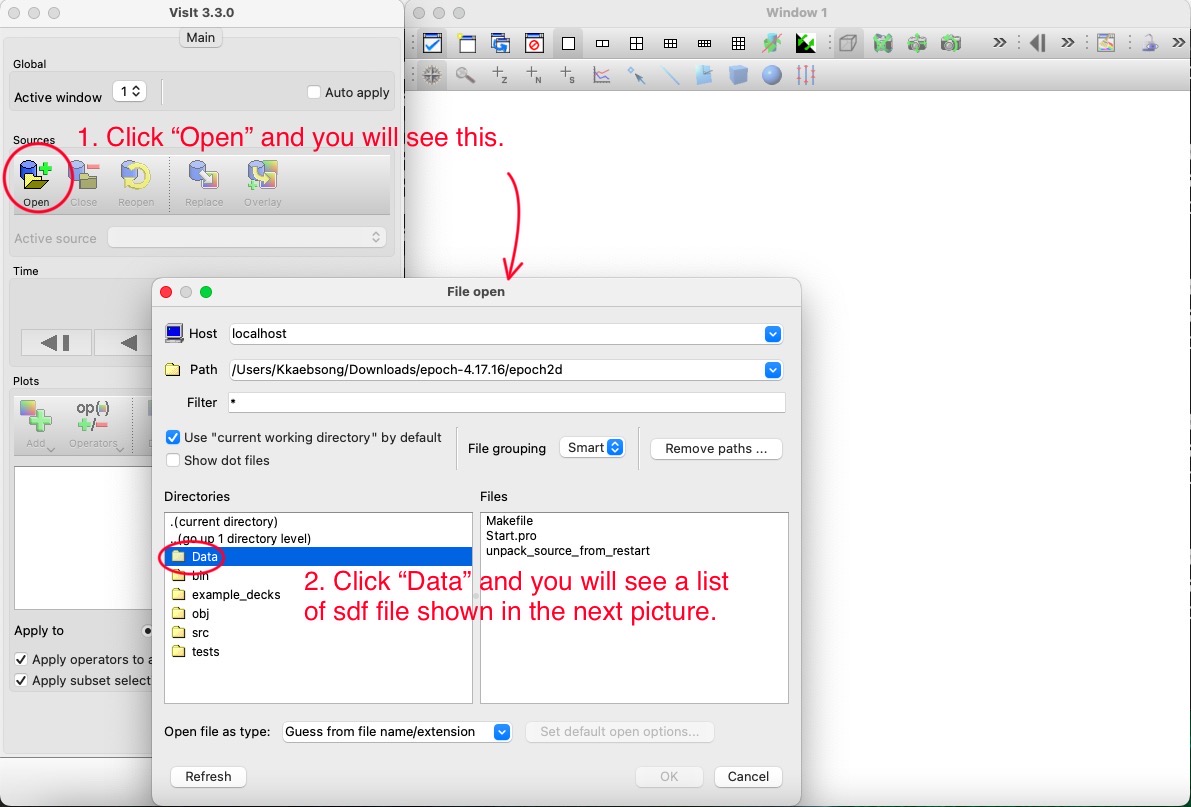 VisIt 3.3.0
Window 1
Main
Global
Active window 1
Auto apply
Sources
1. Click “Open” and you will see this.
Open Close Reopen Replace Overlay
Active source
Time
File open
Host localhost
Path /Users/Kkaebsong/Downloads/epoch-4.17.16/epoch2d
Plots
Filter *
op(ı)
+/-
Add Operators
Use "current working directory" by default
File grouping Smart
Remove paths ...
Show dot files
Directories
Files
.(current directory)
..(go up 1 directory level)
Data
bin
example_decks
obj
src
tests
Makefile
Start.pro
unpack_source_from_restart
2. Click “Data” and you will see a list
of sdf file shown in the next picture.
Apply to
Apply operators to a
Apply subset select
Open file as type: Guess from file name/extension
Set default open options...
Refresh
OK
Cancel